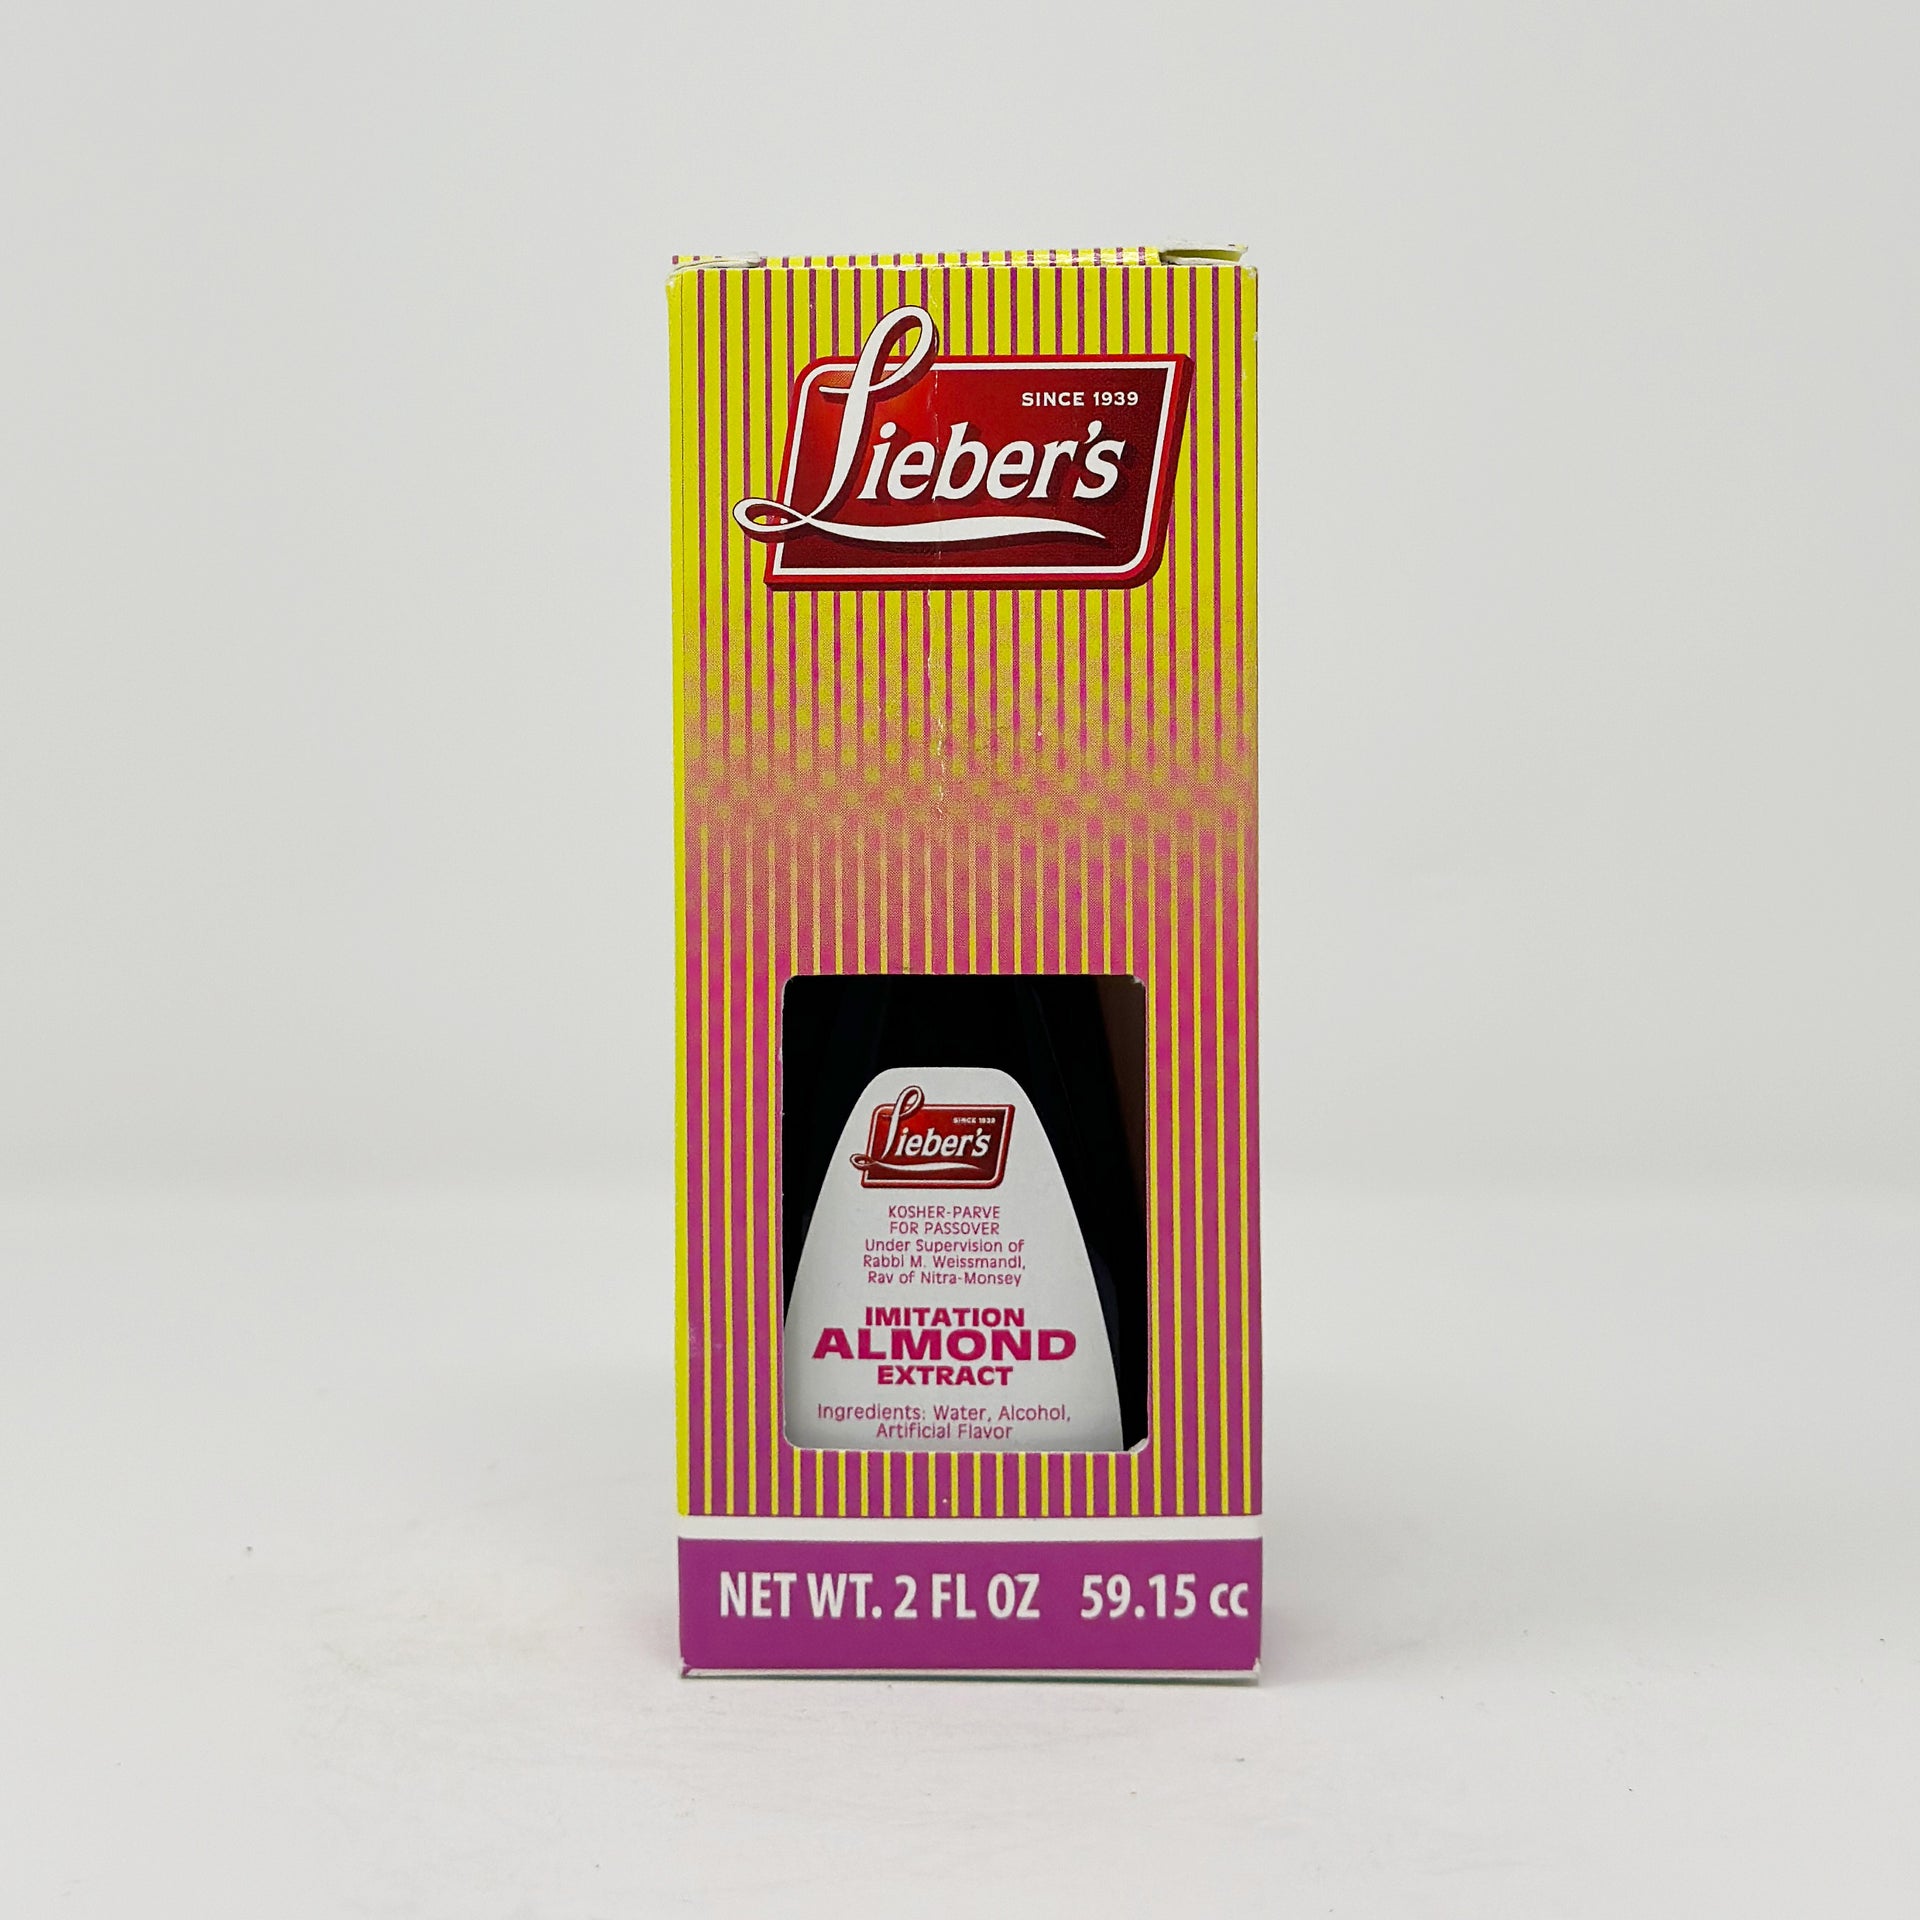 SINCE 1939
Lieber's
SINCE 1939
Lieber's
KOSHER-PARVE
FOR PASSOVER
Under Supervision of
Rabbi M. Weissmandl,
Rav of Nitra-Monsey
IMITATION
ALMOND
EXTRACT
Ingredients: Water, Alcohol,
Artificial Flavor
NET WT. 2 FL OZ 59.15 cc